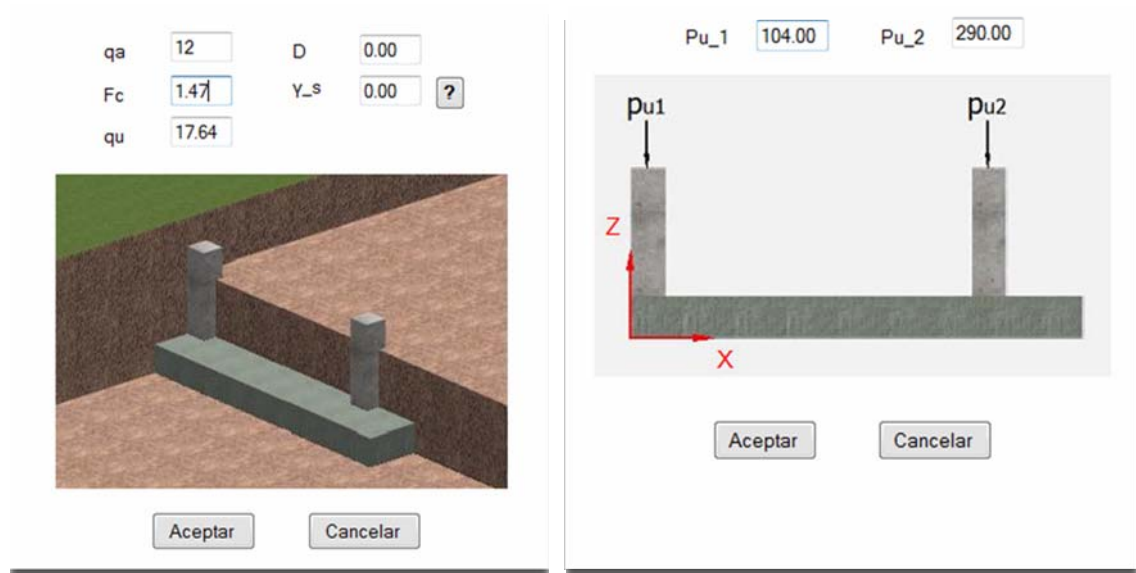 qa 12 D 0.00
Fc 1.47 Y_s 0.00 ?
qu 17.64
Aceptar Cancelar
Pu_1 104.00 Pu_2 290.00
pu1 pu2
Z
X
Aceptar Cancelar